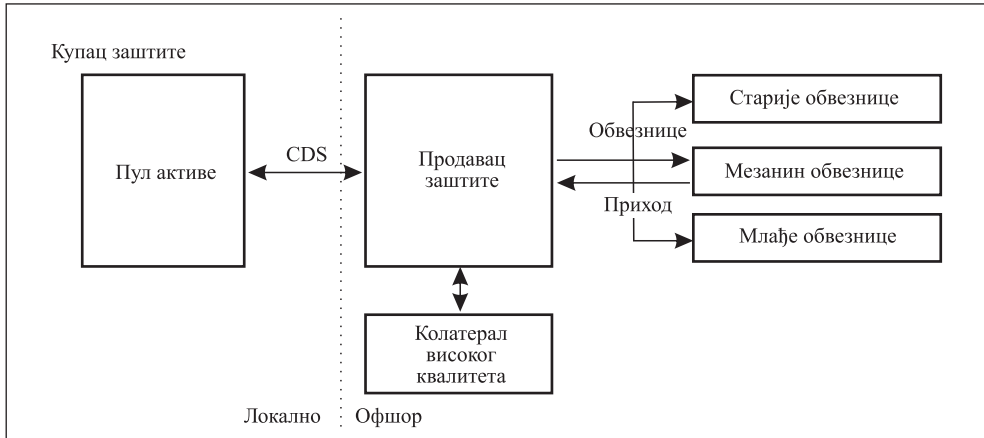 Купац заштите
Пул активе
CDS
Продавац
заштите
Обвезнице
Приход
Старије обвезнице
Мезанин обвезнице
Млађе обвезнице
Колатерал
високог
квалитета
Локално
Офшор